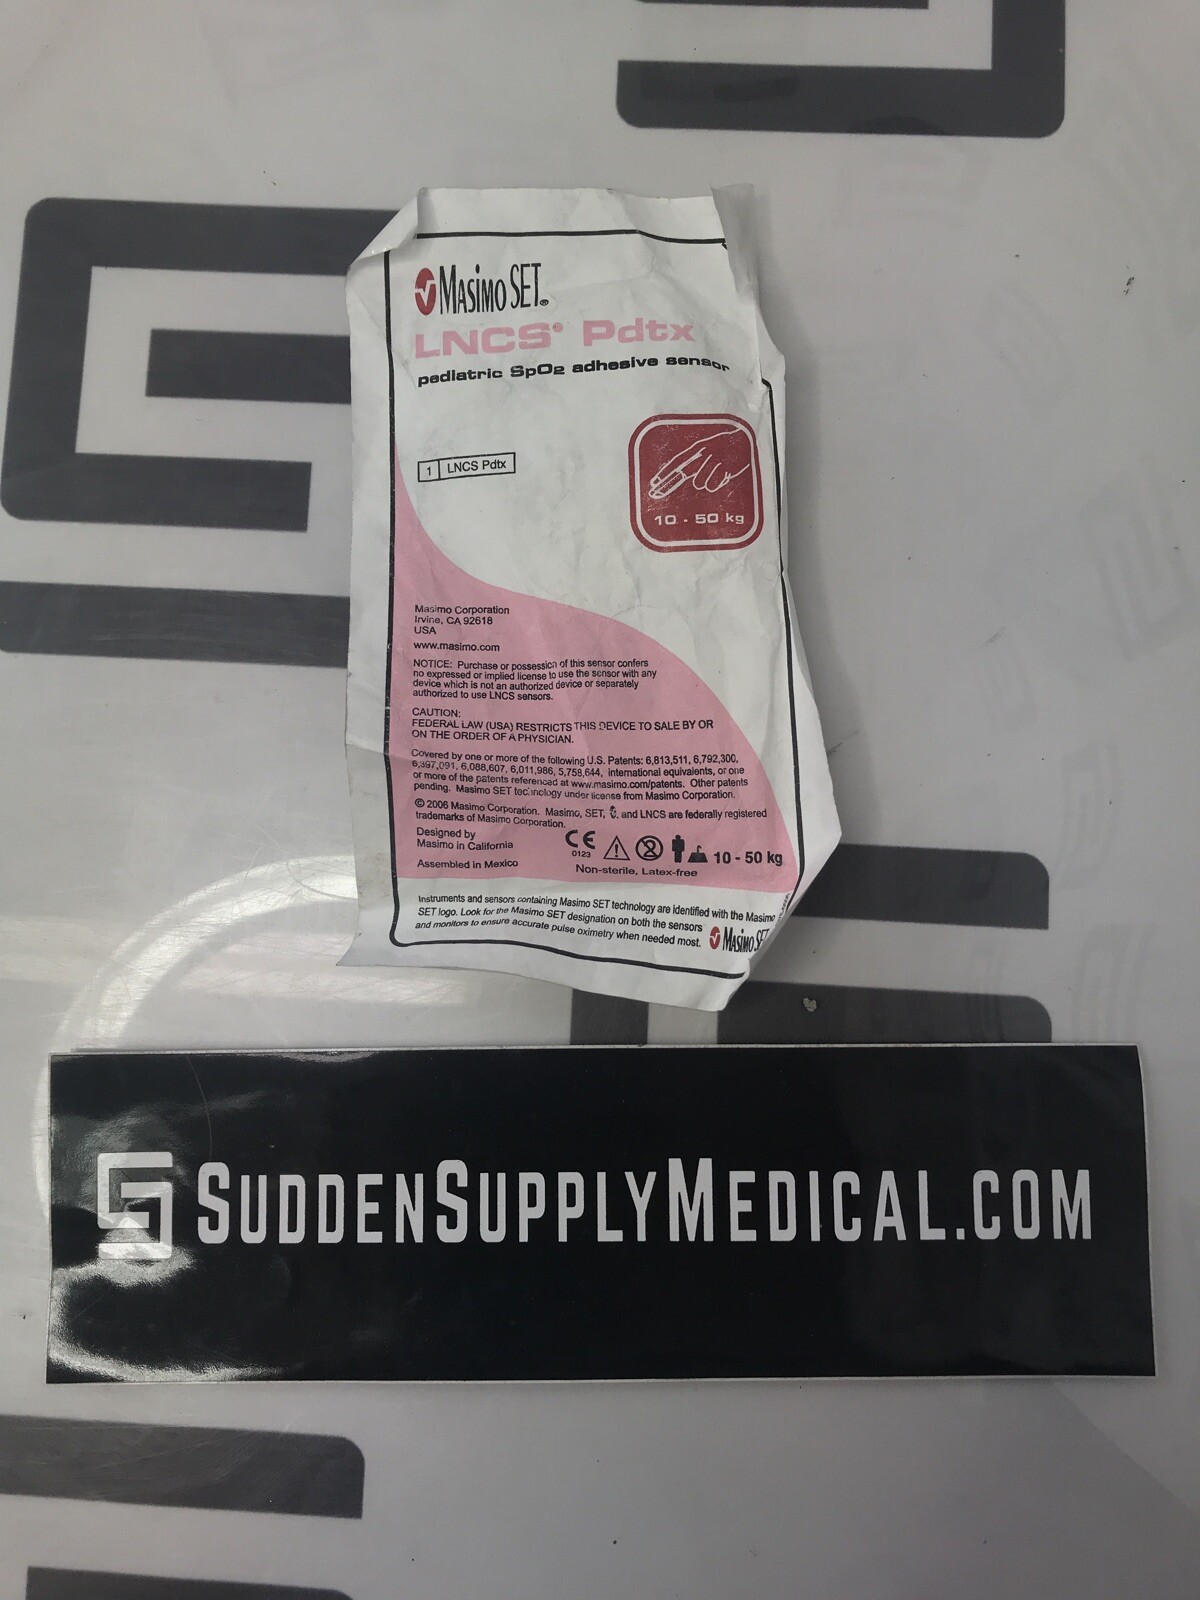 Masimo SET®
LNCS® Pdtx
pediatric SpO2 adhesive sensor
1 LNCS Pdtx
10 - 50 kg
Masimo Corporation
Irvine, CA 92618
USA
www.masimo.com
NOTICE: Purchase or possession of this sensor confers
no expressed or implied license to use the sensor with any
device which is not an authorized device or separately
authorized to use LNCS sensors.
CAUTION:
FEDERAL LAW (USA) RESTRICTS THIS DEVICE TO SALE BY OR
ON THE ORDER OF A PHYSICIAN.
Covered by one or more of the following U.S. Patents: 6,813,511, 6,792,300,
6,397,091, 6,088,607, 6,011,986, 5,758,644, international equivalents, or one
or more of the patents referenced at www.masimo.com/patents. Other patents
pending. Masimo SET technology under license from Masimo Corporation.
© 2006 Masimo Corporation. Masimo, SET, , and LNCS are federally registered
trademarks of Masimo Corporation.
Designed by
Masimo in California
Assembled in Mexico
CE
0123
2
10 - 50 kg
Non-sterile, Latex-free
Instruments and sensors containing Masimo SET technology are identified with the Masimo
SET logo. Look for the Masimo SET designation on both the sensors
and monitors to ensure accurate pulse oximetry when needed most.
Masimo SET
SUDDENSUPPLYMEDICAL.COM